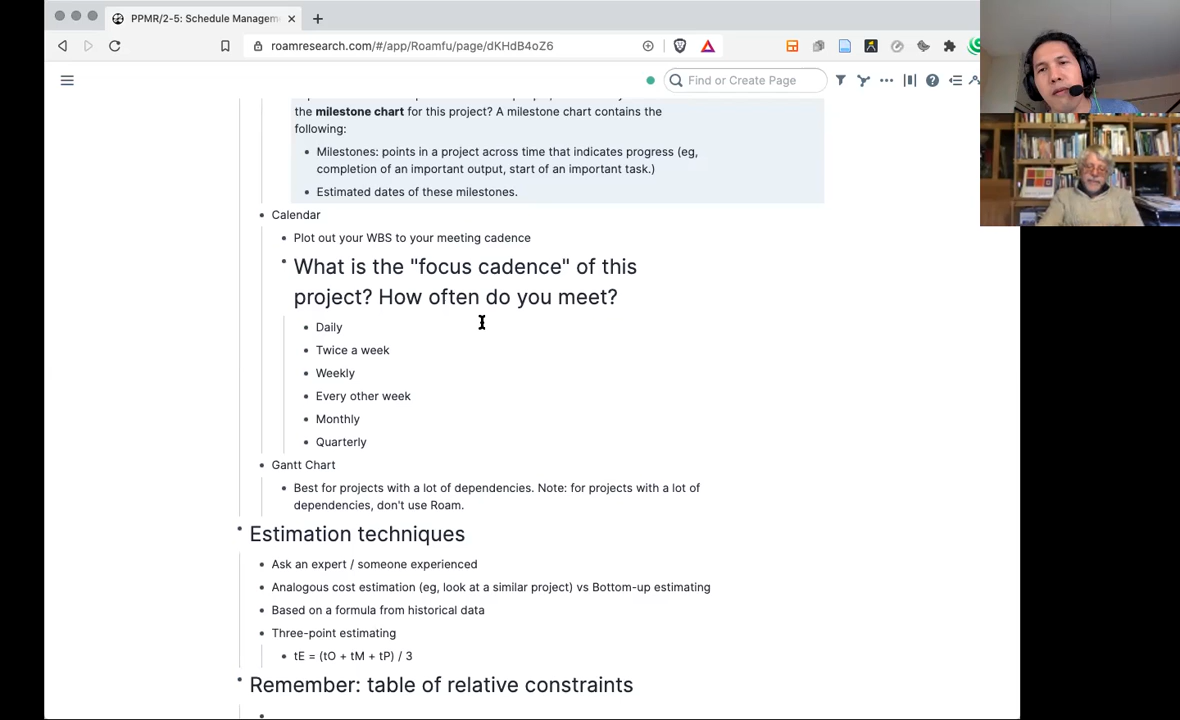 PPMR/2-5: Schedule Managem
roamresearch.com/#/app/Roamfu/page/dKHdB4oZ6
Find or Create Page
the milestone chart for this project? A milestone chart contains the
following:
Milestones: points in a project across time that indicates progress (eg,
completion of an important output, start of an important task.)
Estimated dates of these milestones.
Calendar
Plot out your WBS to your meeting cadence
What is the "focus cadence" of this
project? How often do you meet?
Daily
Twice a week
Weekly
Every other week
Monthly
Quarterly
Gantt Chart
Best for projects with a lot of dependencies. Note: for projects with a lot of
dependencies, don't use Roam.
Estimation techniques
Ask an expert / someone experienced
Analogous cost estimation (eg, look at a similar project) vs Bottom-up estimating
Based on a formula from historical data
Three-point estimating
tE = (tO + tM + tP) / 3
Remember: table of relative constraints